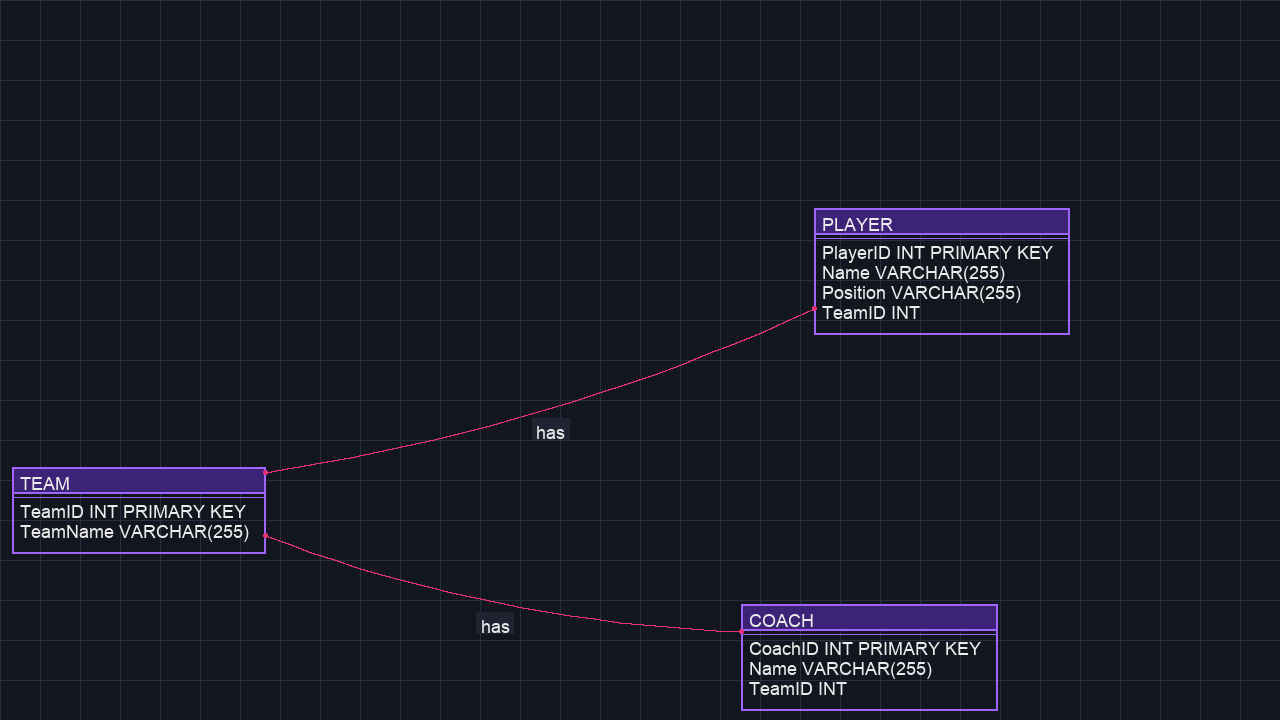 PLAYER
PlayerID INT PRIMARY KEY
Name VARCHAR(255)
Position VARCHAR(255)
TeamID INT
has
TEAM
TeamID INT PRIMARY KEY
TeamName VARCHAR(255)
has
COACH
CoachID INT PRIMARY KEY
Name VARCHAR(255)
TeamID INT